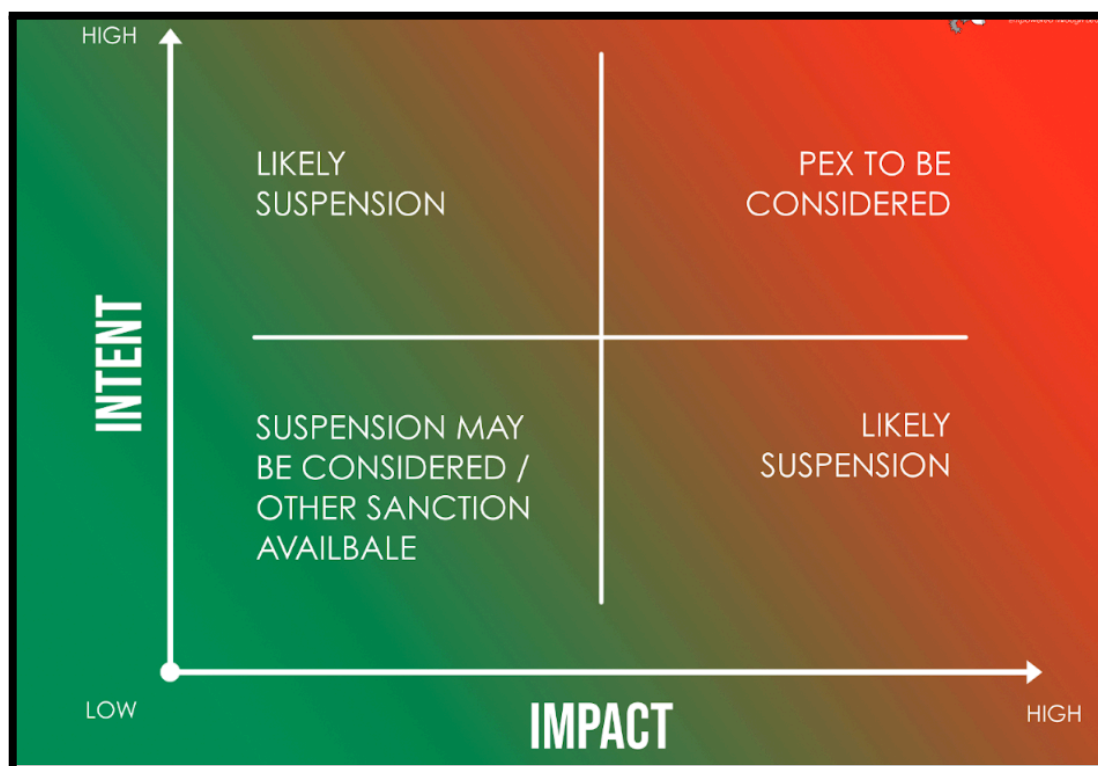 HIGH
LIKELY
SUSPENSION
PEX TO BE
CONSIDERED
INTENT
SUSPENSION MAY
BE CONSIDERED /
OTHER SANCTION
AVAILBALE
LIKELY
SUSPENSION
LOW
IMPACT
HIGH